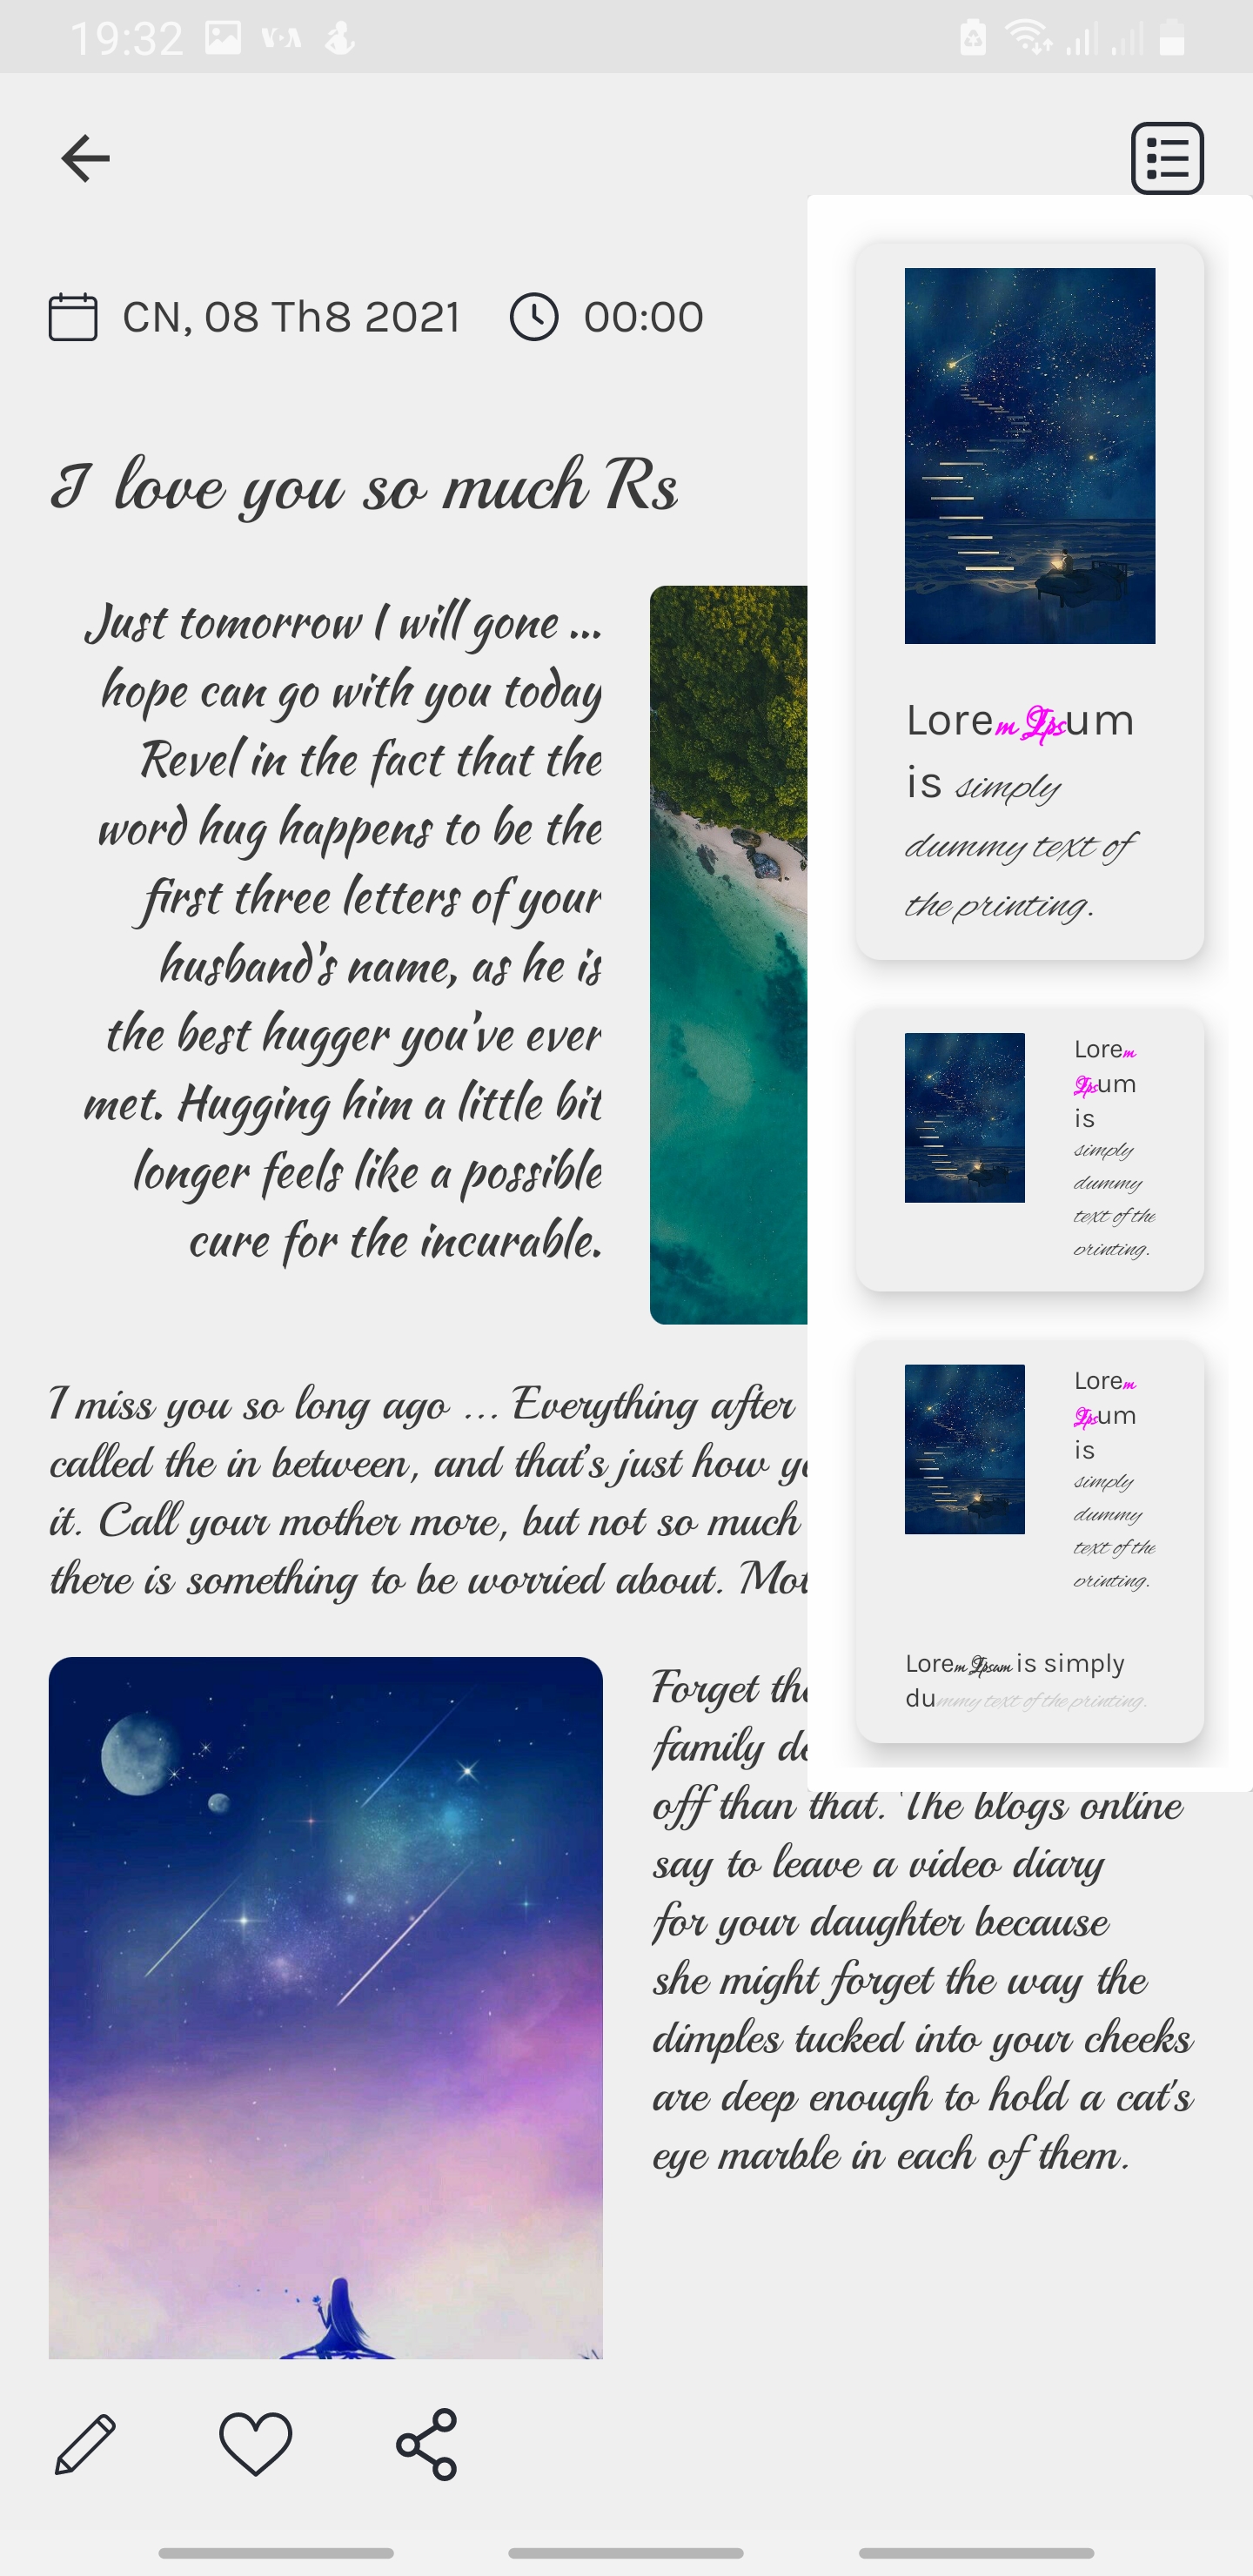 19:32 VOA
CN, 08 Th8 2021 00:00
I love you so much Rs
Just tomorrow I will gone ...
hope can go with you today
Revel in the fact that the
word hug happens to be the
first three letters of your
husband's name, as he is
the best hugger you've ever
met. Hugging him a little bit
longer feels like a possible
cure for the incurable.
I miss you so long ago ... Everything after
called the in between, and that's just how
it. Call your mother more, but not so much
there is something to be worried about.
Forget
family
off than that. The blogs online
say to leave a video diary
for your daughter because
she might forget the way the
dimples tucked into your cheeks
are deep enough to hold a cat's
eye marble in each of them.
Lorem Ipsum
is simply
dummy text of
the printing.
Lorem
Ipsum
is
simply
dummy
text of the
printing.
Lorem
Ipsum
is
simply
dummy
text of the
printing.
Lorem Ipsum is simply
dummy text of the printing.